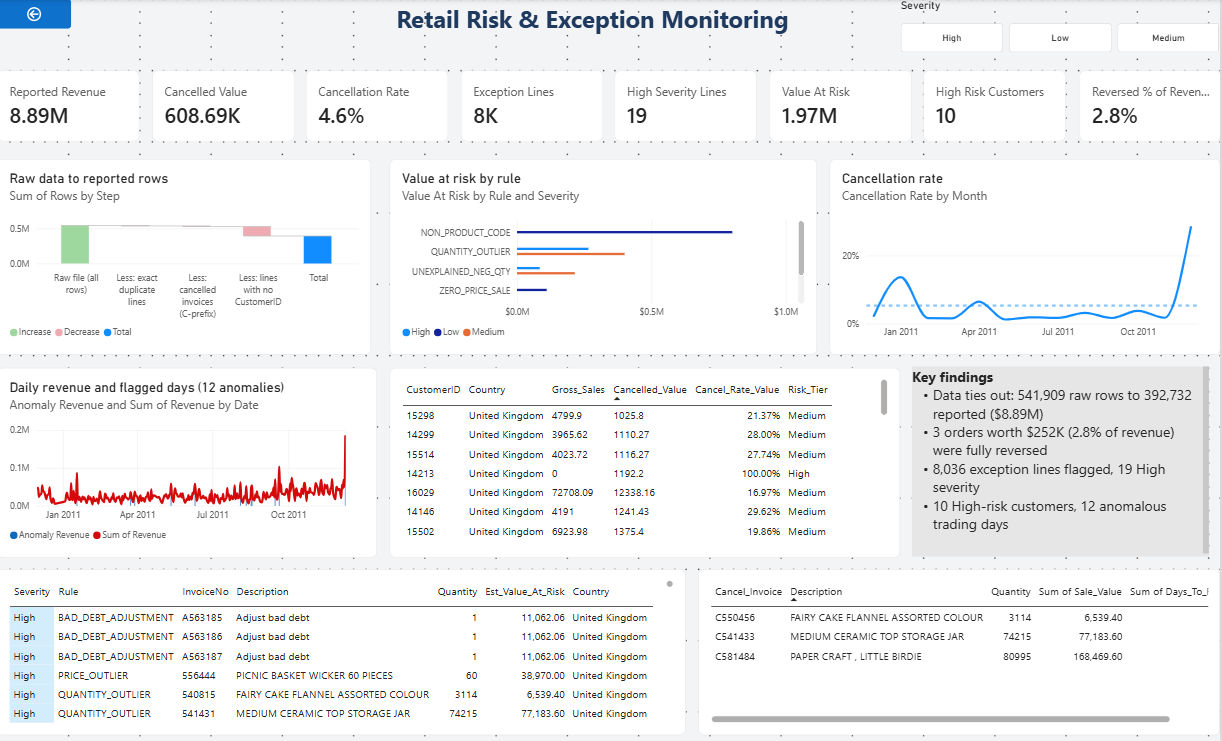 Retail Risk & Exception Monitoring
Severity
High
Low
Medium
Reported Revenue
8.89M
Cancelled Value
608.69K
Cancellation Rate
4.6%
Exception Lines
8K
High Severity Lines
19
Value At Risk
1.97M
High Risk Customers
10
Reversed % of Reven...
2.8%
Raw data to reported rows
Sum of Rows by Step
0.5M
0.0M
Raw file (all
rows)
Less: exact
duplicate
lines
Less:
cancelled
invoices
(C-prefix)
Less: lines
with no
CustomerID
Total
Increase Decrease Total
Value at risk by rule
Value At Risk by Rule and Severity
NON_PRODUCT_CODE
QUANTITY_OUTLIER
UNEXPLAINED_NEG_QTY
ZERO_PRICE_SALE
$0.0M $0.5M $1.0M
High Low Medium
Cancellation rate
Cancellation Rate by Month
20%
0%
Jan 2011 Apr 2011 Jul 2011 Oct 2011
Daily revenue and flagged days (12 anomalies)
Anomaly Revenue and Sum of Revenue by Date
0.2M
0.1M
0.0M
Jan 2011 Apr 2011 Jul 2011 Oct 2011
Anomaly Revenue Sum of Revenue
CustomerID Country Gross_Sales Cancelled_Value Cancel_Rate_Value Risk_Tier
15298 United Kingdom 4799.9 1025.8 21.37% Medium
14299 United Kingdom 3965.62 1110.27 28.00% Medium
15514 United Kingdom 4023.72 1116.27 27.74% Medium
14213 United Kingdom 0 1192.2 100.00% High
16029 United Kingdom 72708.09 12338.16 16.97% Medium
14146 United Kingdom 4191 1241.43 29.62% Medium
15502 United Kingdom 6923.98 1375.4 19.86% Medium
Key findings
• Data ties out: 541,909 raw rows to 392,732
reported ($8.89M)
• 3 orders worth $252K (2.8% of revenue)
were fully reversed
• 8,036 exception lines flagged, 19 High
severity
• 10 High-risk customers, 12 anomalous
trading days
Severity Rule InvoiceNo Description Quantity Est_Value_At_Risk Country
High BAD_DEBT_ADJUSTMENT A563185 Adjust bad debt 1 11,062.06 United Kingdom
High BAD_DEBT_ADJUSTMENT A563186 Adjust bad debt 1 11,062.06 United Kingdom
High BAD_DEBT_ADJUSTMENT A563187 Adjust bad debt 1 11,062.06 United Kingdom
High PRICE_OUTLIER 556444 PICNIC BASKET WICKER 60 PIECES 60 38,970.00 United Kingdom
High QUANTITY_OUTLIER 540815 FAIRY CAKE FLANNEL ASSORTED COLOUR 3114 6,539.40 United Kingdom
High QUANTITY_OUTLIER 541431 MEDIUM CERAMIC TOP STORAGE JAR 74215 77,183.60 United Kingdom
Cancel_Invoice Description Quantity Sum of Sale_Value Sum of Days_To_
C550456 FAIRY CAKE FLANNEL ASSORTED COLOUR 3114 6,539.40
C541433 MEDIUM CERAMIC TOP STORAGE JAR 74215 77,183.60
C581484 PAPER CRAFT , LITTLE BIRDIE 80995 168,469.60